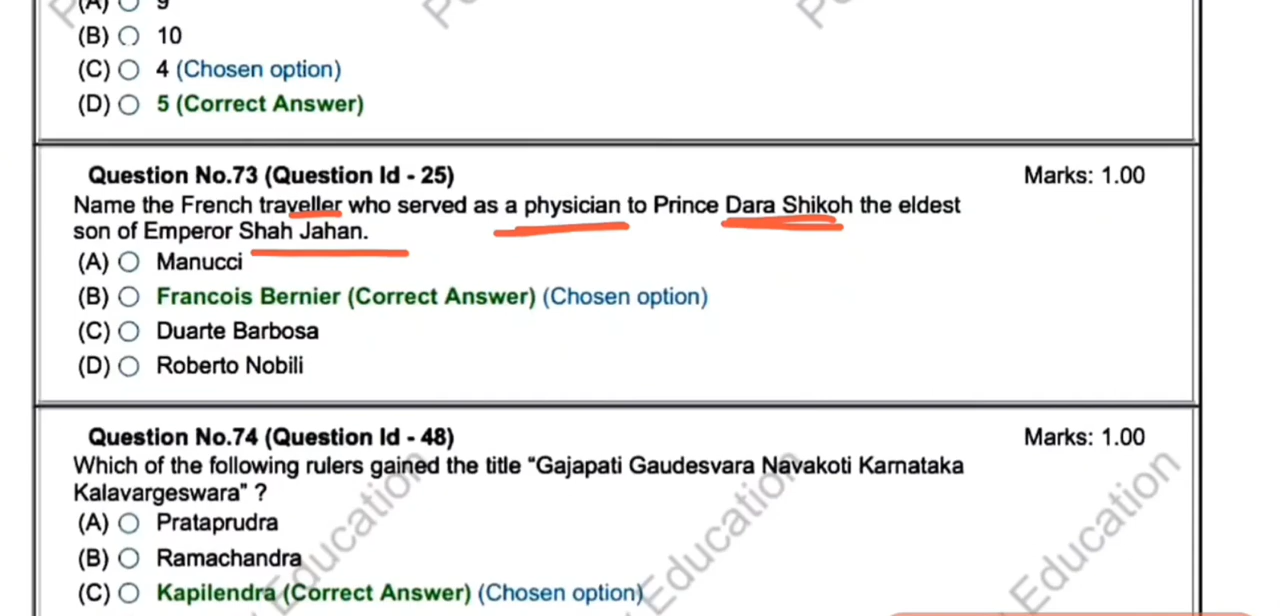 (A) 9
(B) 10
(C) 4 (Chosen option)
(D) 5 (Correct Answer)
Question No.73 (Question Id - 25) Marks: 1.00
Name the French traveller who served as a physician to Prince Dara Shikoh the eldest
son of Emperor Shah Jahan.
(A) Manucci
(B) Francois Bernier (Correct Answer) (Chosen option)
(C) Duarte Barbosa
(D) Roberto Nobili
Question No.74 (Question Id - 48) Marks: 1.00
Which of the following rulers gained the title “Gajapati Gaudesvara Navakoti Karnataka
Kalavargeswara” ?
(A) Prataprudra
(B) Ramachandra
(C) Kapilendra (Correct Answer) (Chosen option)
Education
Education
Education